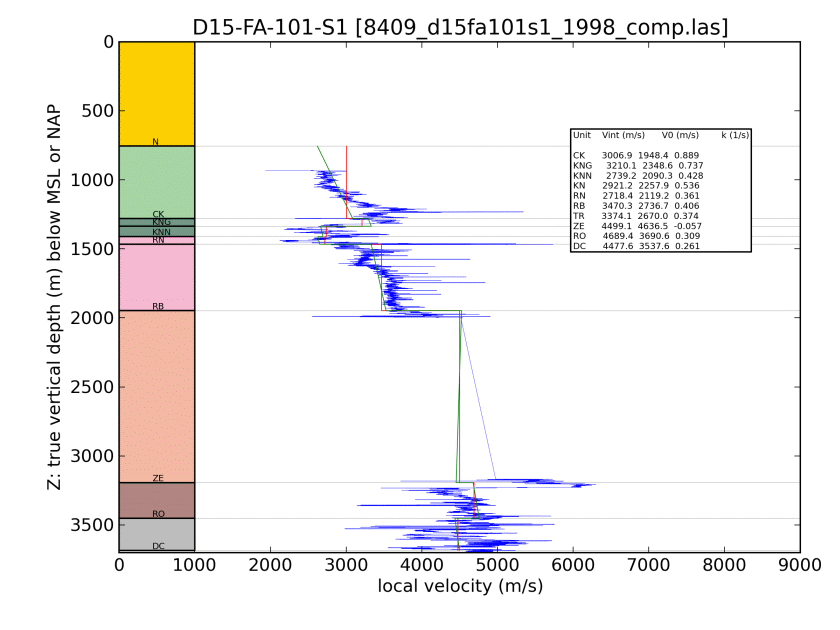 D15-FA-101-S1 [8409_d15fa101s1_1998_comp.las]
Z: true vertical depth (m) below MSL or NAP
0
500
1000
1500
2000
2500
3000
3500
N
CK
KNG
KNN
RN
RB
ZE
RO
DC
Unit Vint (m/s) V0 (m/s) k (1/s)
CK 3006.9 1948.4 0.889
KNG 3210.1 2348.6 0.737
KNN 2739.2 2090.3 0.428
KN 2921.2 2257.9 0.536
RN 2718.4 2119.2 0.361
RB 3470.3 2736.7 0.406
TR 3374.1 2670.0 0.374
ZE 4499.1 4636.5 -0.057
RO 4689.4 3690.6 0.309
DC 4477.6 3537.6 0.261
0 1000 2000 3000 4000 5000 6000 7000 8000 9000
local velocity (m/s)